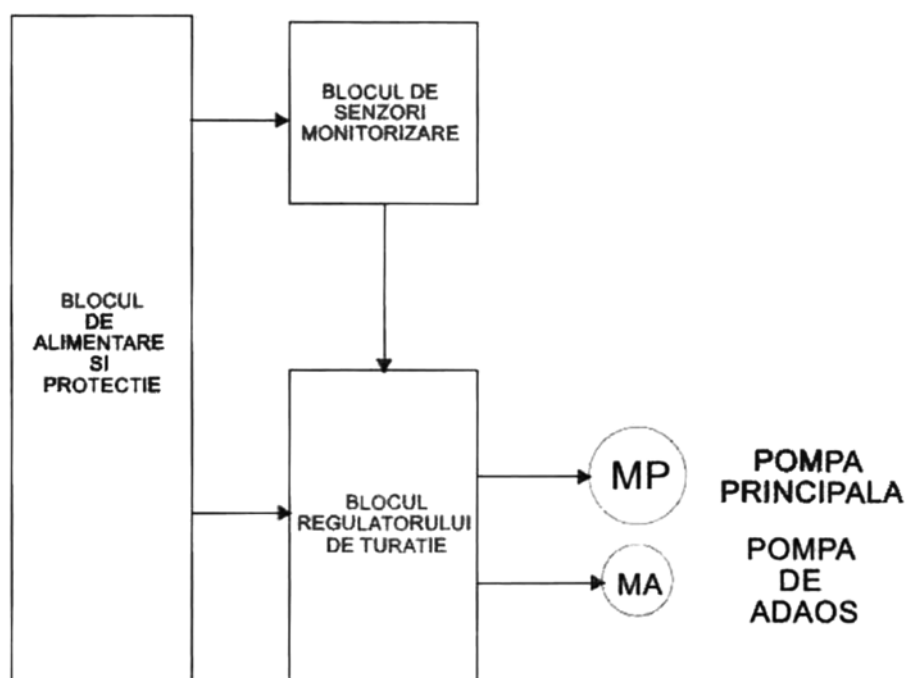 BLOCUL DE
SENZORI
MONITORIZARE
BLOCUL
DE
ALIMENTARE
SI
PROTECTIE
BLOCUL
REGULATORULUI
DE TURATIE
MP
POMPA
PRINCIPALA
MA
POMPA
DE
ADAOS